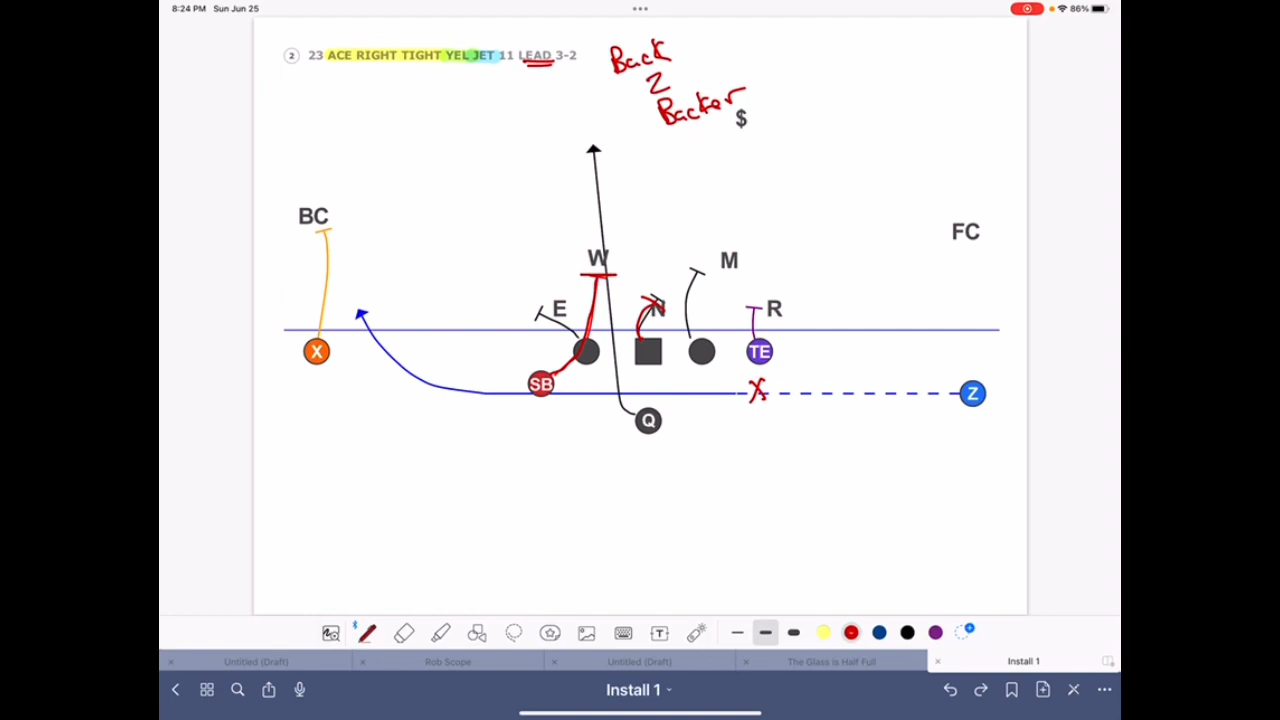 8:24 PM Sun Jun 25
86%
2 23 ACE RIGHT TIGHT YEL JET 11 LEAD 3-2
Back
2
Backer
$
BC
FC
W
M
E
N
R
X
TE
SB
X
Z
Q
T
Untitled (Draft)
Rob Scope
Untitled (Draft)
The Glass is Half Full
Install 1
Install 1